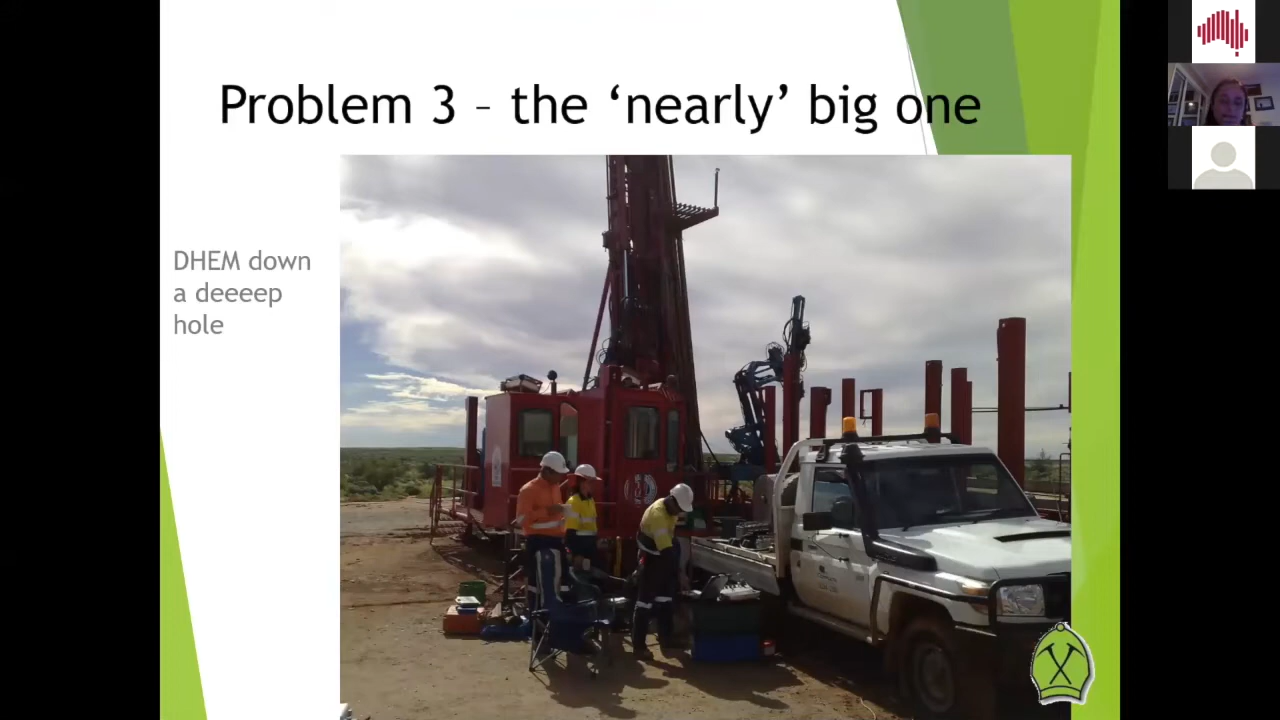 Problem 3 – the ‘nearly’ big one
DHEM down
a deeeep
hole